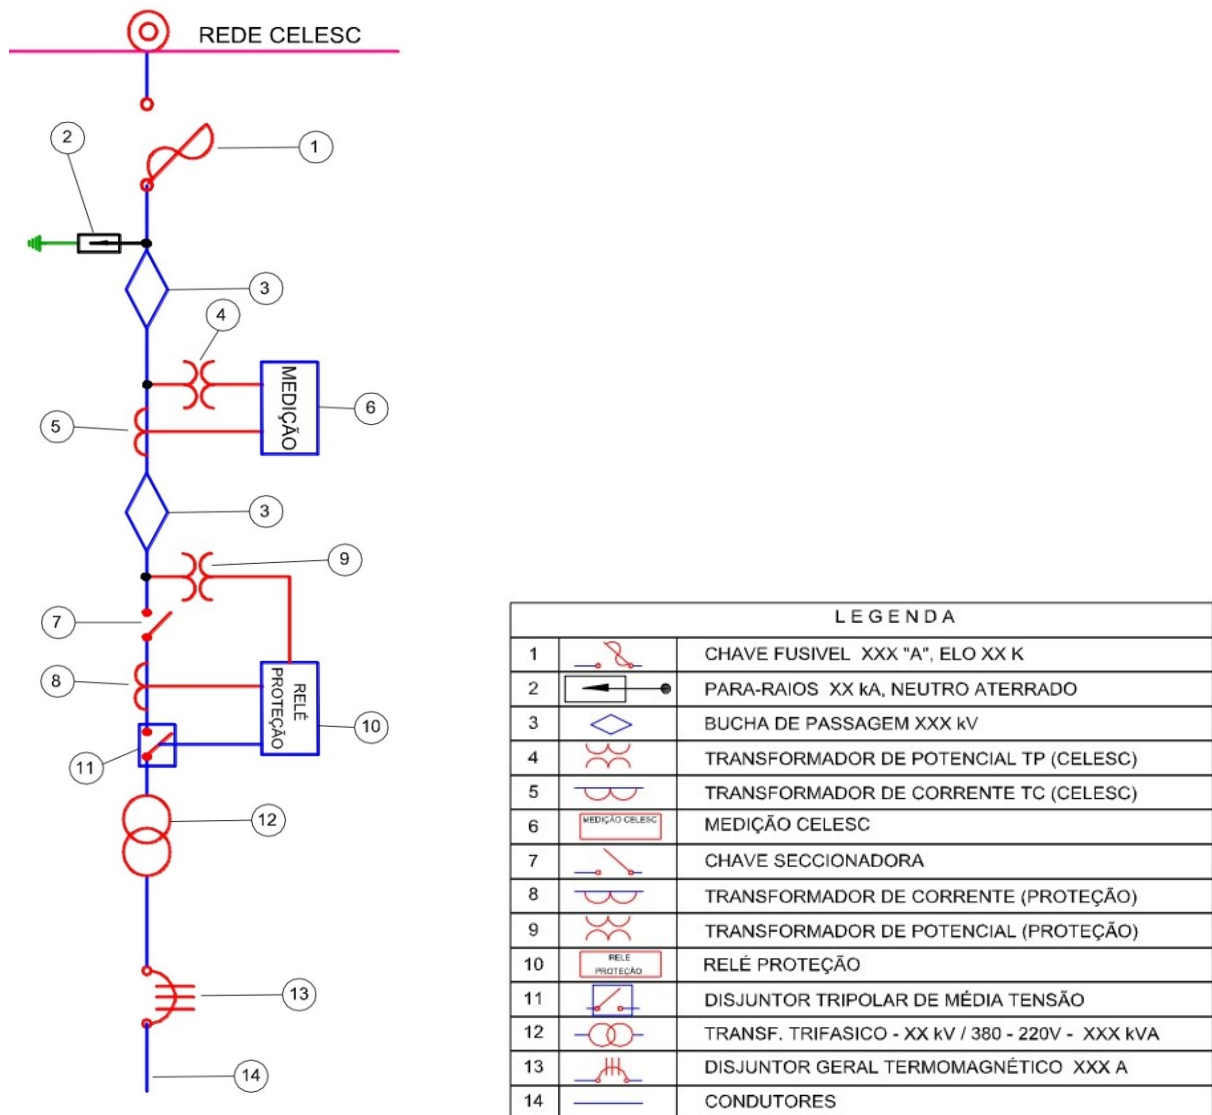 REDE CELESC
2
1
3
4
MEDIÇÃO
6
5
3
9
7
8
RELÉ
PROTEÇÃO
10
11
12
13
14
LEGENDA
1 CHAVE FUSIVEL XXX "A", ELO XX K
2 PARA-RAIOS XX kA, NEUTRO ATERRADO
3 BUCHA DE PASSAGEM XXX kV
4 TRANSFORMADOR DE POTENCIAL TP (CELESC)
5 TRANSFORMADOR DE CORRENTE TC (CELESC)
6 MEDIÇÃO CELESC MEDIÇÃO CELESC
7 CHAVE SECCIONADORA
8 TRANSFORMADOR DE CORRENTE (PROTEÇÃO)
9 TRANSFORMADOR DE POTENCIAL (PROTEÇÃO)
10 RELE PROTEÇÃO RELÉ PROTEÇÃO
11 DISJUNTOR TRIPOLAR DE MÉDIA TENSÃO
12 TRANSF. TRIFASICO - XX kV / 380 - 220V - XXX kVA
13 DISJUNTOR GERAL TERMOMAGNÉTICO XXX A
14 CONDUTORES